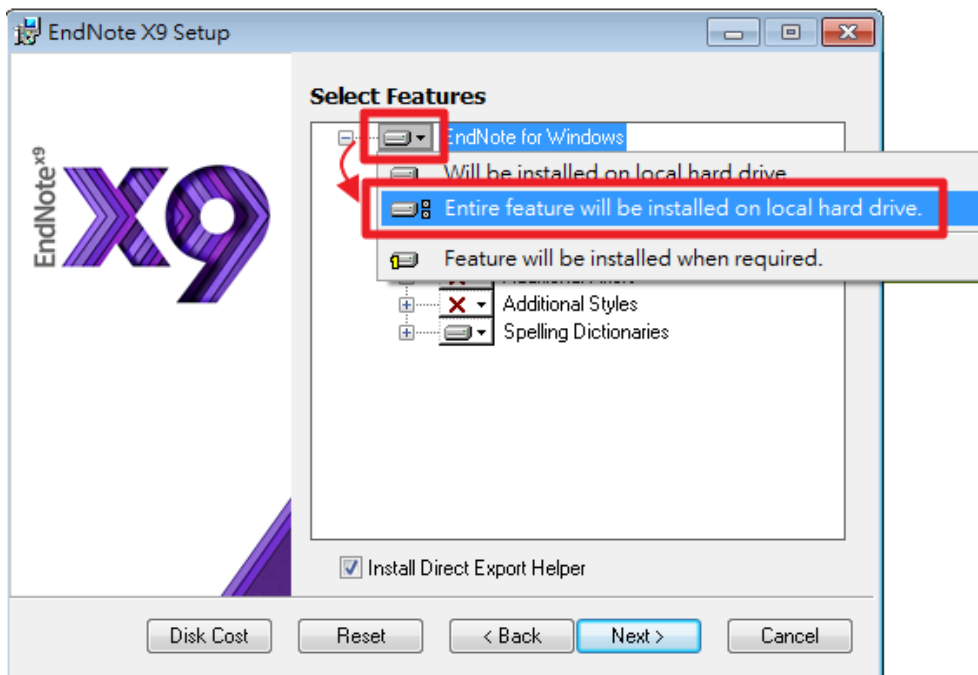 EndNote X9 Setup
Select Features
EndNote for Windows
Will be installed on local hard drive
Entire feature will be installed on local hard drive.
Feature will be installed when required.
Additional Styles
Spelling Dictionaries
EndNote x9
X9
Install Direct Export Helper
Disk Cost
Reset
< Back
Next >
Cancel